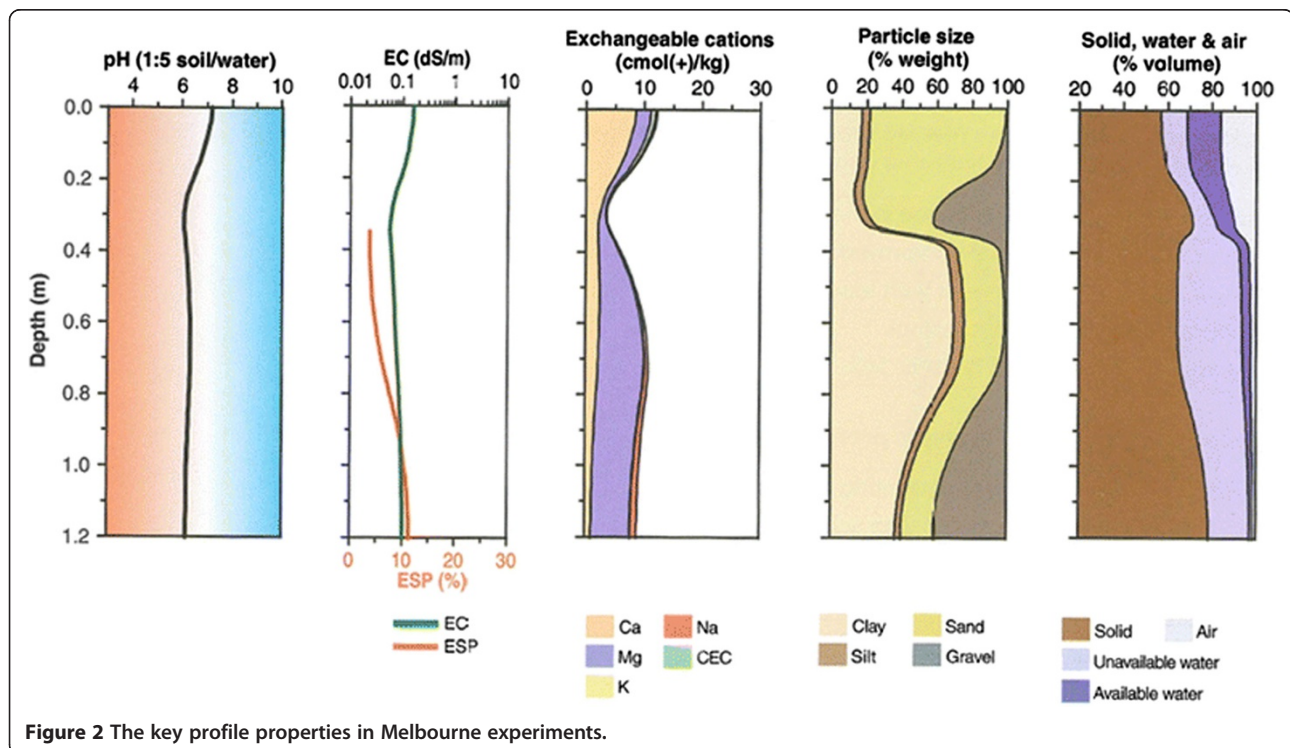 pH (1:5 soil/water)
4 6 8 10
0.0
0.2
0.4
0.6
0.8
1.0
1.2
Depth (m)
EC (dS/m)
0.01 0.1 1 10
0 10 20 30
ESP (%)
EC
ESP
Exchangeable cations
(cmol(+)/kg)
0 10 20 30
Ca
Na
Mg
CEC
K
Particle size
(% weight)
0 20 40 60 80 100
Clay
Sand
Silt
Gravel
Solid, water & air
(% volume)
20 40 60 80 100
Solid
Air
Unavailable water
Available water
Figure 2 The key profile properties in Melbourne experiments.